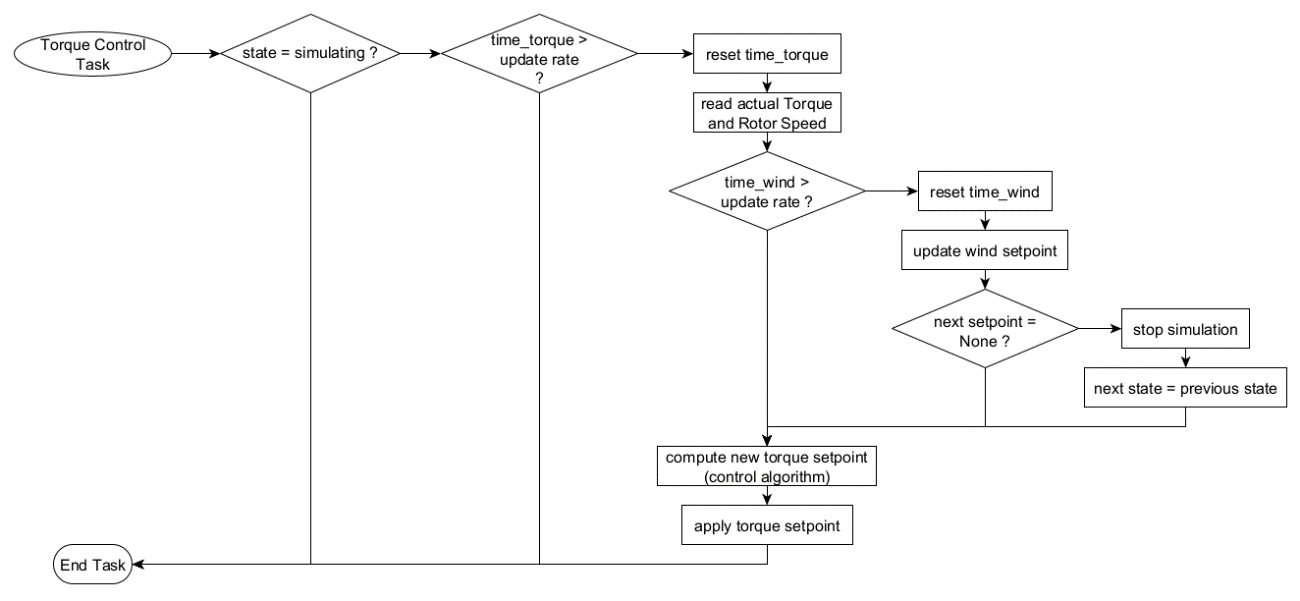 Torque Control
Task
state = simulating ?
time_torque >
update rate
?
reset time_torque
read actual Torque
and Rotor Speed
time_wind >
update rate ?
reset time_wind
update wind setpoint
next setpoint =
None ?
stop simulation
next state = previous state
compute new torque setpoint
(control algorithm)
apply torque setpoint
End Task